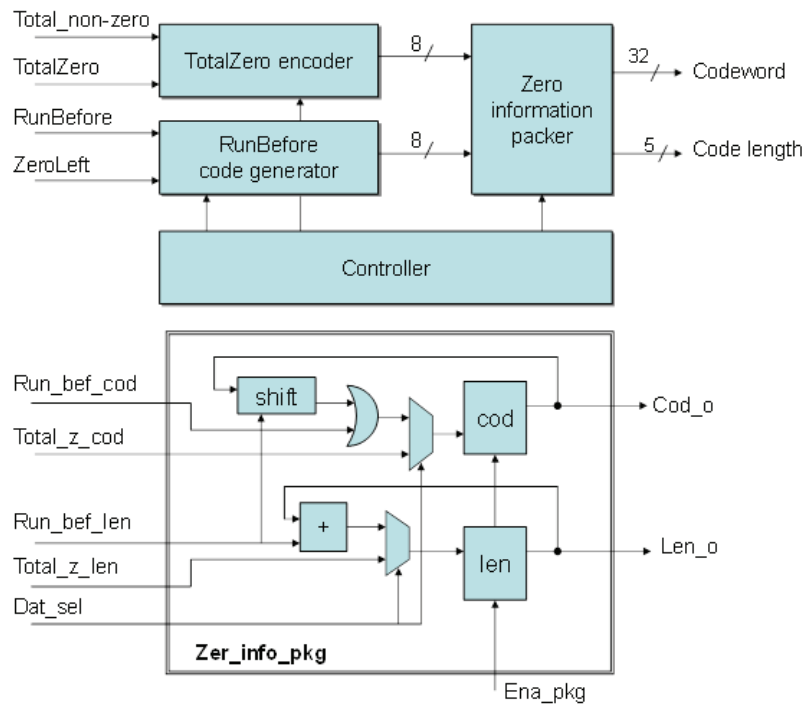 Total_non-zero
TotalZero
RunBefore
ZeroLeft
TotalZero encoder
8
RunBefore
code generator
8
Zero
information
packer
32
Codeword
5
Code length
Controller
Run_bef_cod
Total_z_cod
Run_bef_len
Total_z_len
Dat_sel
shift
cod
Cod_o
+
len
Len_o
Zer_info_pkg
Ena_pkg